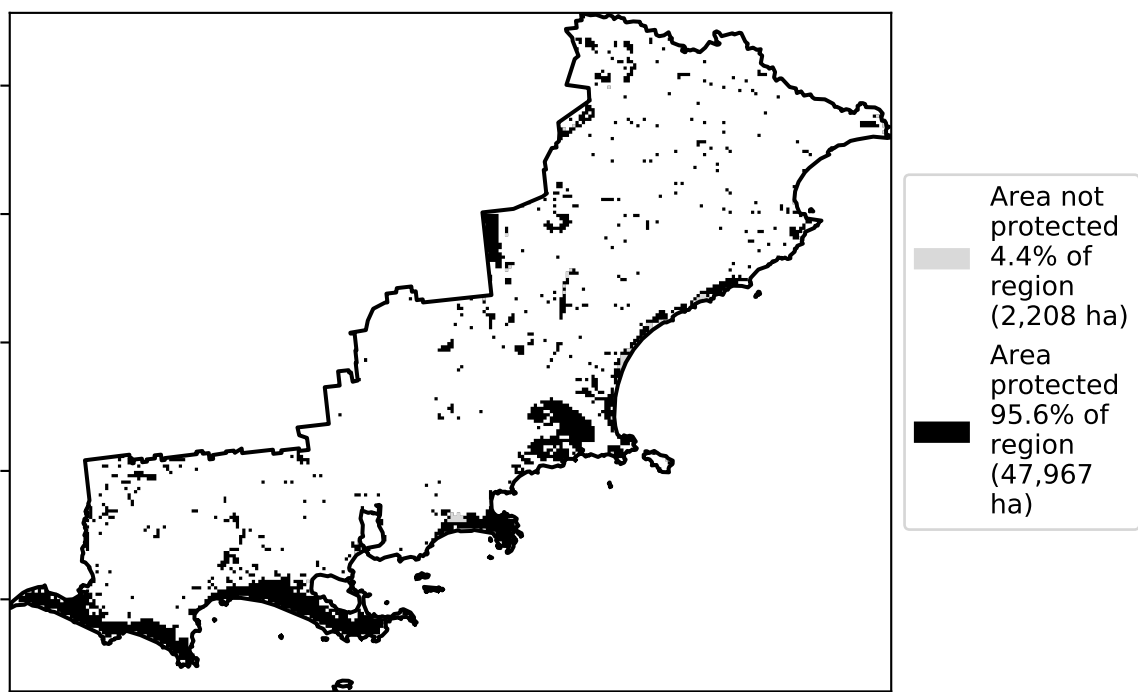 Area not
protected
4.4% of
region
(2,208 ha)
Area
protected
95.6% of
region
(47,967
ha)